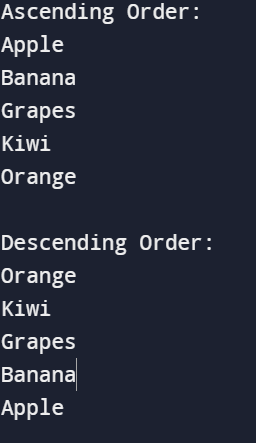 Ascending Order:
Apple
Banana
Grapes
Kiwi
Orange

Descending Order:
Orange
Kiwi
Grapes
Banana
Apple